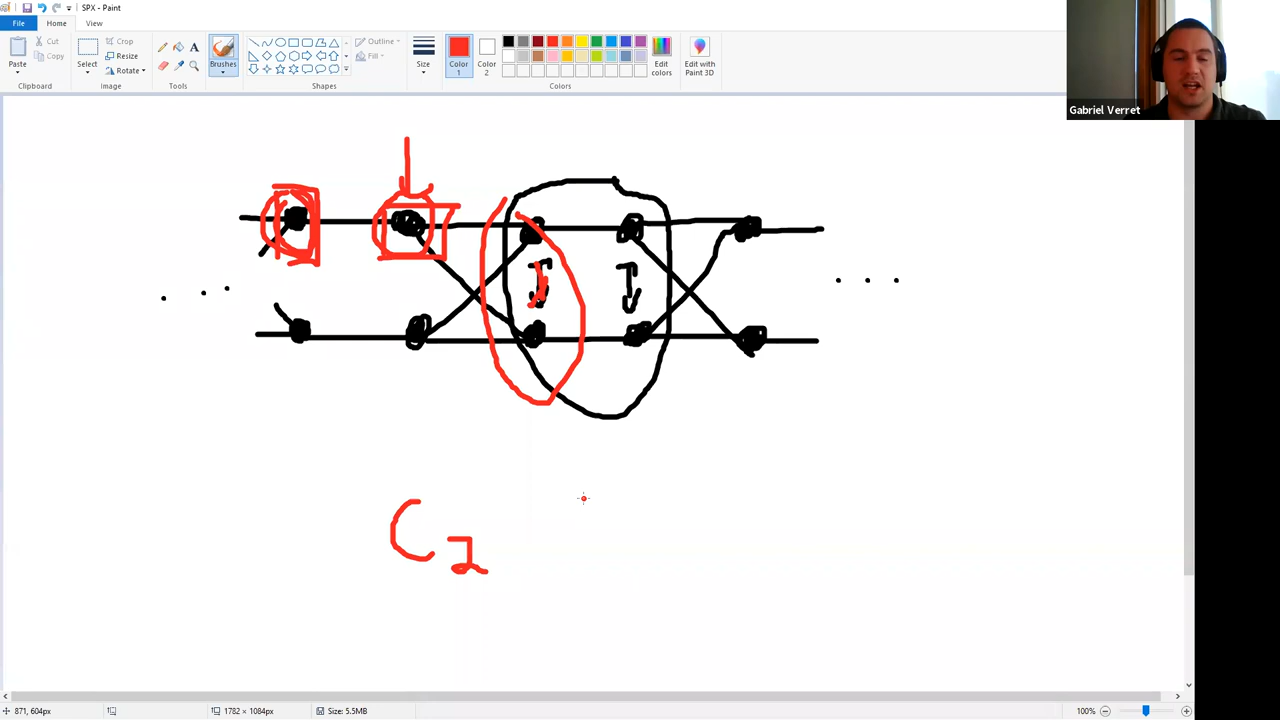 SPX - Paint
File Home View
Paste
Cut
Copy
Clipboard
Select
Crop
Resize
Rotate
Image
A
Tools
Brushes
Shapes
Outline
Fill
Size
Color 1
Color 2
Colors
Edit colors
Edit with Paint 3D
Gabriel Verret
C2
871, 604px
1782 × 1084px
Size: 5.5MB
100%